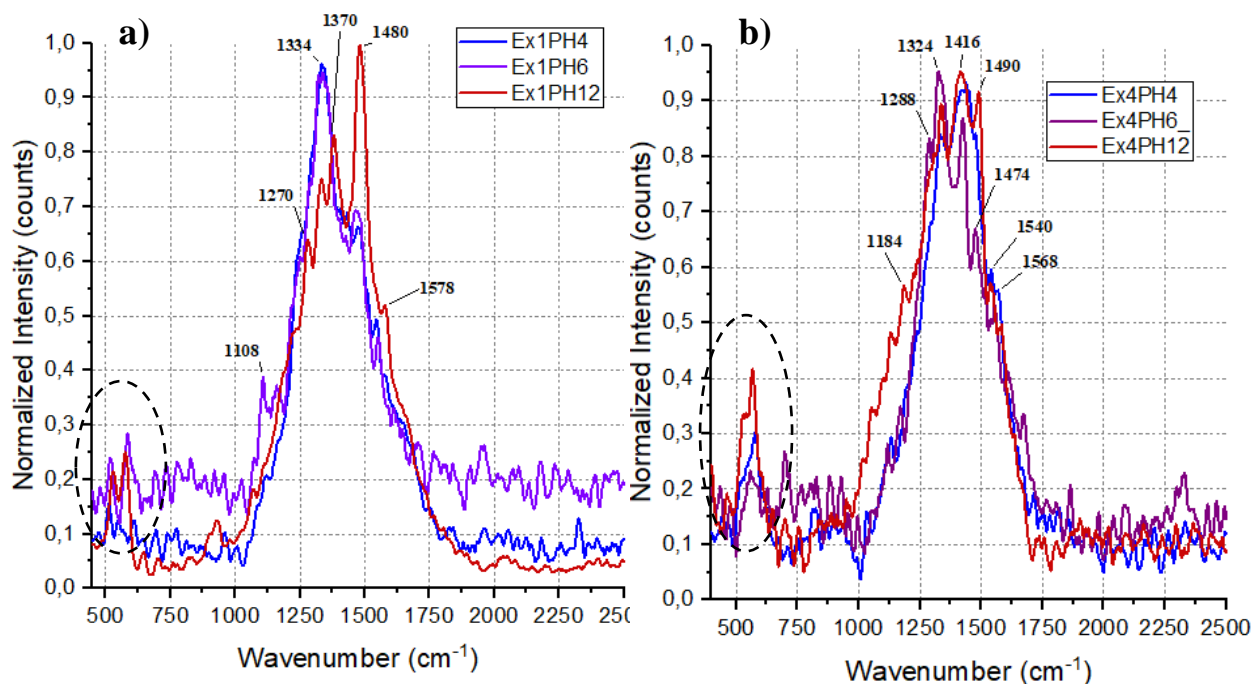 a)
1334
1370
1480
Ex1PH4
Ex1PH6
Ex1PH12
1270
1578
1108
1,0
0,9
0,8
0,7
0,6
0,5
0,4
0,3
0,2
0,1
0,0
Normalized Intensity (counts)
500 750 1000 1250 1500 1750 2000 2250 250
Wavenumber (cm⁻¹)
b)
1324
1416
1490
Ex4PH4
Ex4PH6_
Ex4PH12
1288
1474
1184
1540
1568
1,0
0,9
0,8
0,7
0,6
0,5
0,4
0,3
0,2
0,1
0,0
Normalized Intensity (counts)
500 750 1000 1250 1500 1750 2000 2250 2500
Wavenumber (cm⁻¹)